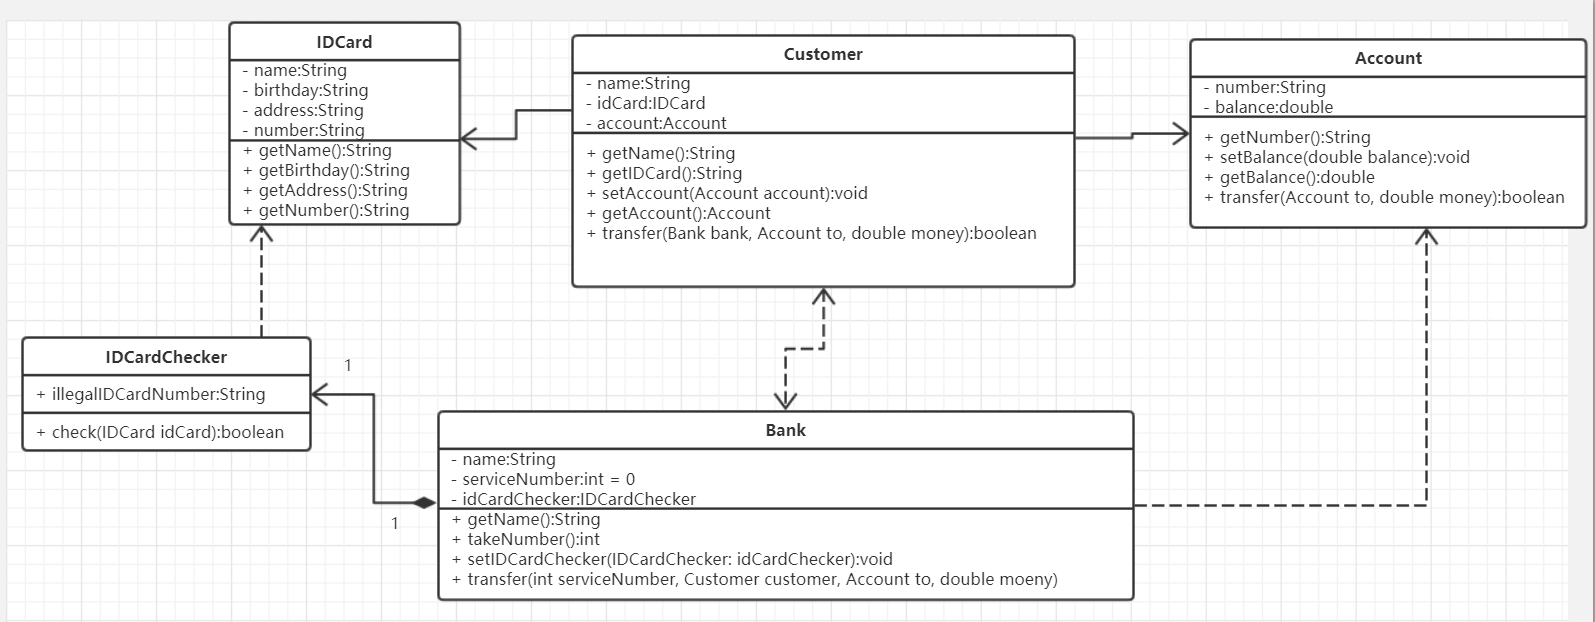 IDCard
- name:String
- birthday:String
- address:String
- number:String
+ getName():String
+ getBirthday():String
+ getAddress():String
+ getNumber():String
Customer
- name:String
- idCard:IDCard
- account:Account
+ getName():String
+ getIDCard():String
+ setAccount(Account account):void
+ getAccount():Account
+ transfer(Bank bank, Account to, double money):boolean
Account
- number:String
- balance:double
+ getNumber():String
+ setBalance(double balance):void
+ getBalance():double
+ transfer(Account to, double money):boolean
IDCardChecker
+ illegalIDCardNumber:String
+ check(IDCard idCard):boolean
1
1
Bank
- name:String
- serviceNumber:int = 0
- idCardChecker:IDCardChecker
+ getName():String
+ takeNumber():int
+ setIDCardChecker(IDCardChecker: idCardChecker):void
+ transfer(int serviceNumber, Customer customer, Account to, double moeny)